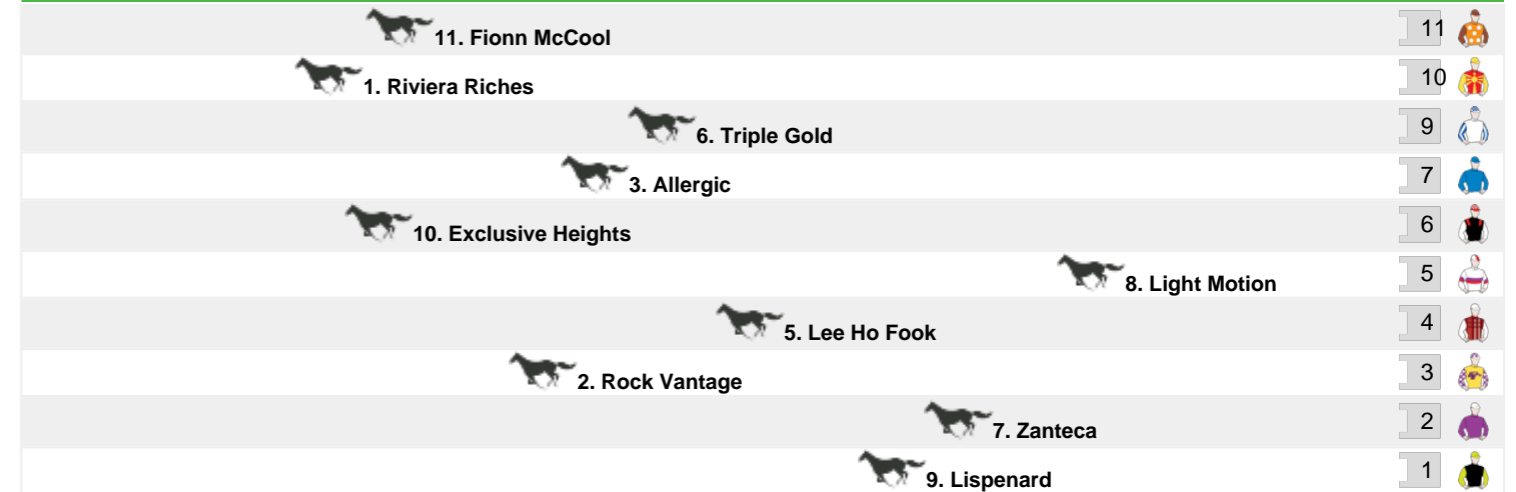 11. Fionn McCool 11
1. Riviera Riches 10
6. Triple Gold 9
3. Allergic 7
10. Exclusive Heights 6
8. Light Motion 5
5. Lee Ho Fook 4
2. Rock Vantage 3
7. Zanteca 2
9. Lispenard 1